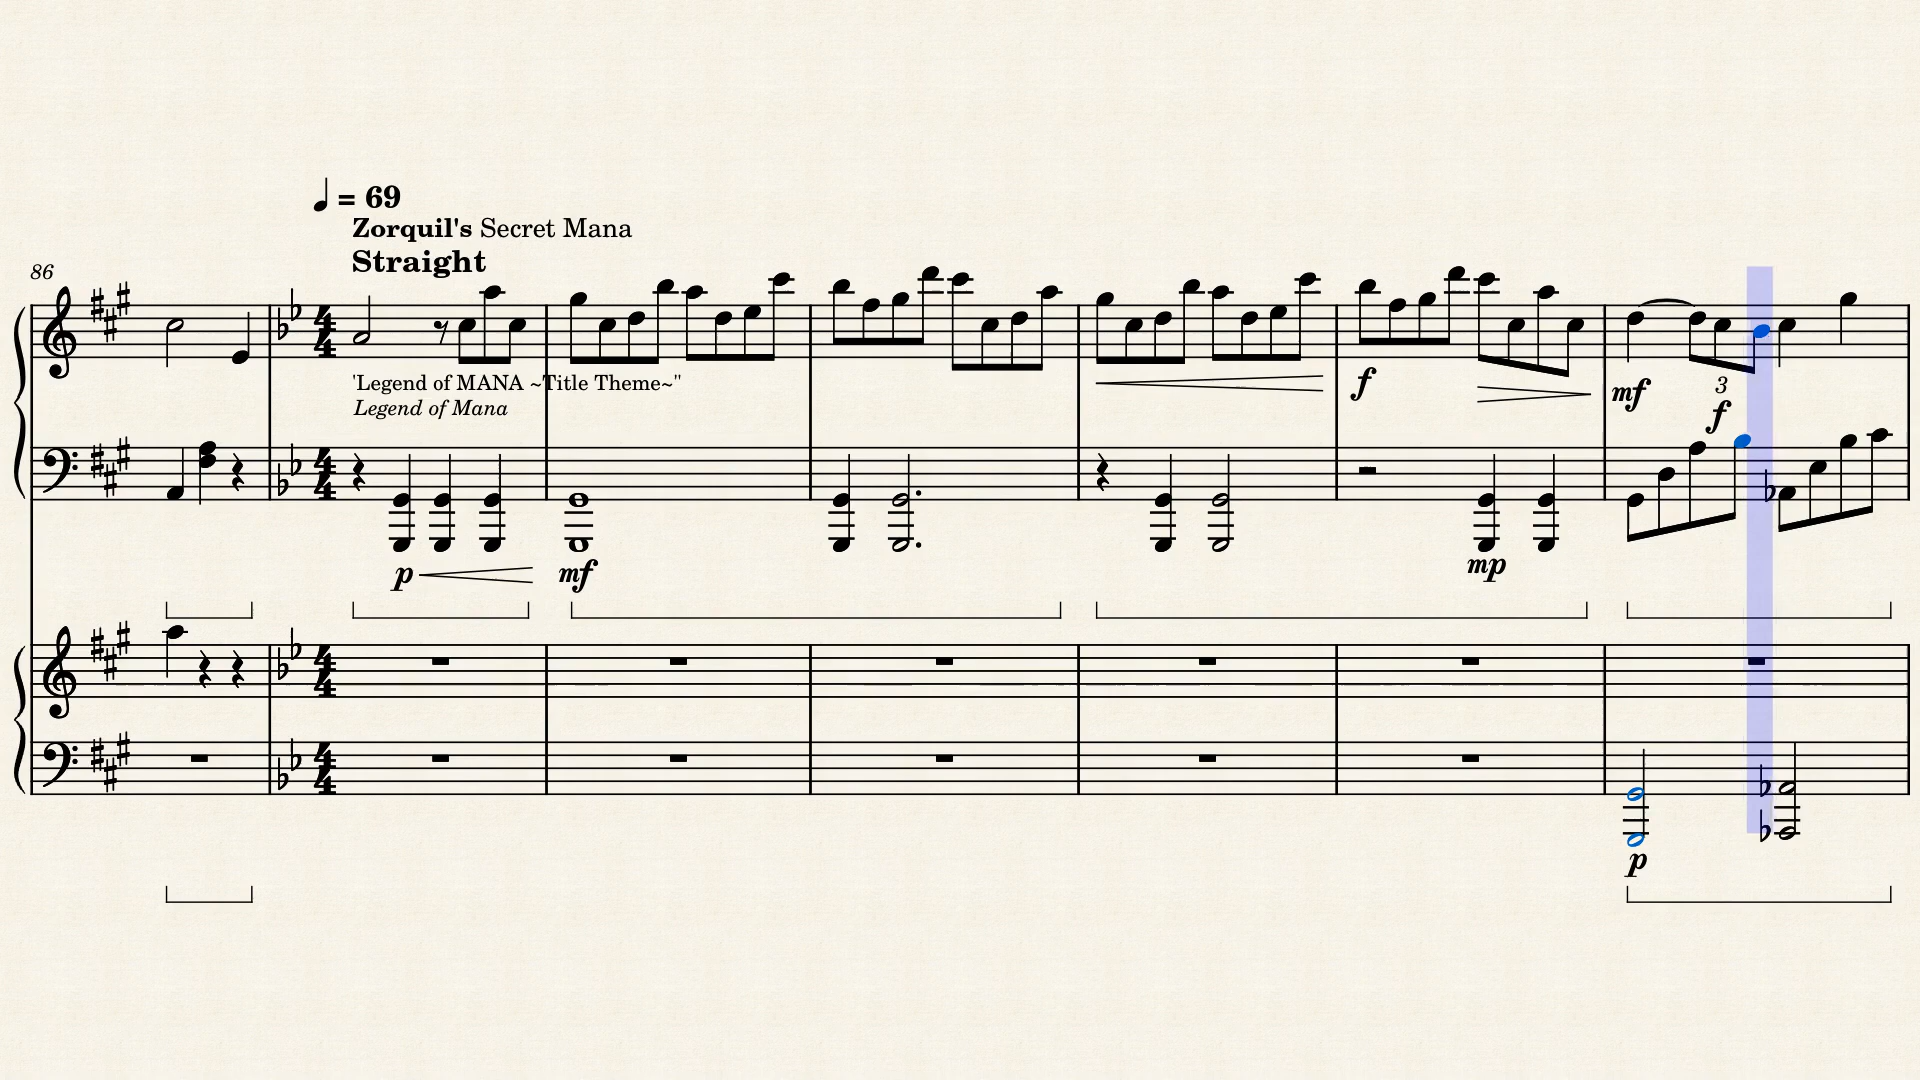 = 69
Zorquil's Secret Mana
Straight
86
'Legend of MANA ~Title Theme~"
Legend of Mana
f
mf
3
f
p
mf
mp
p